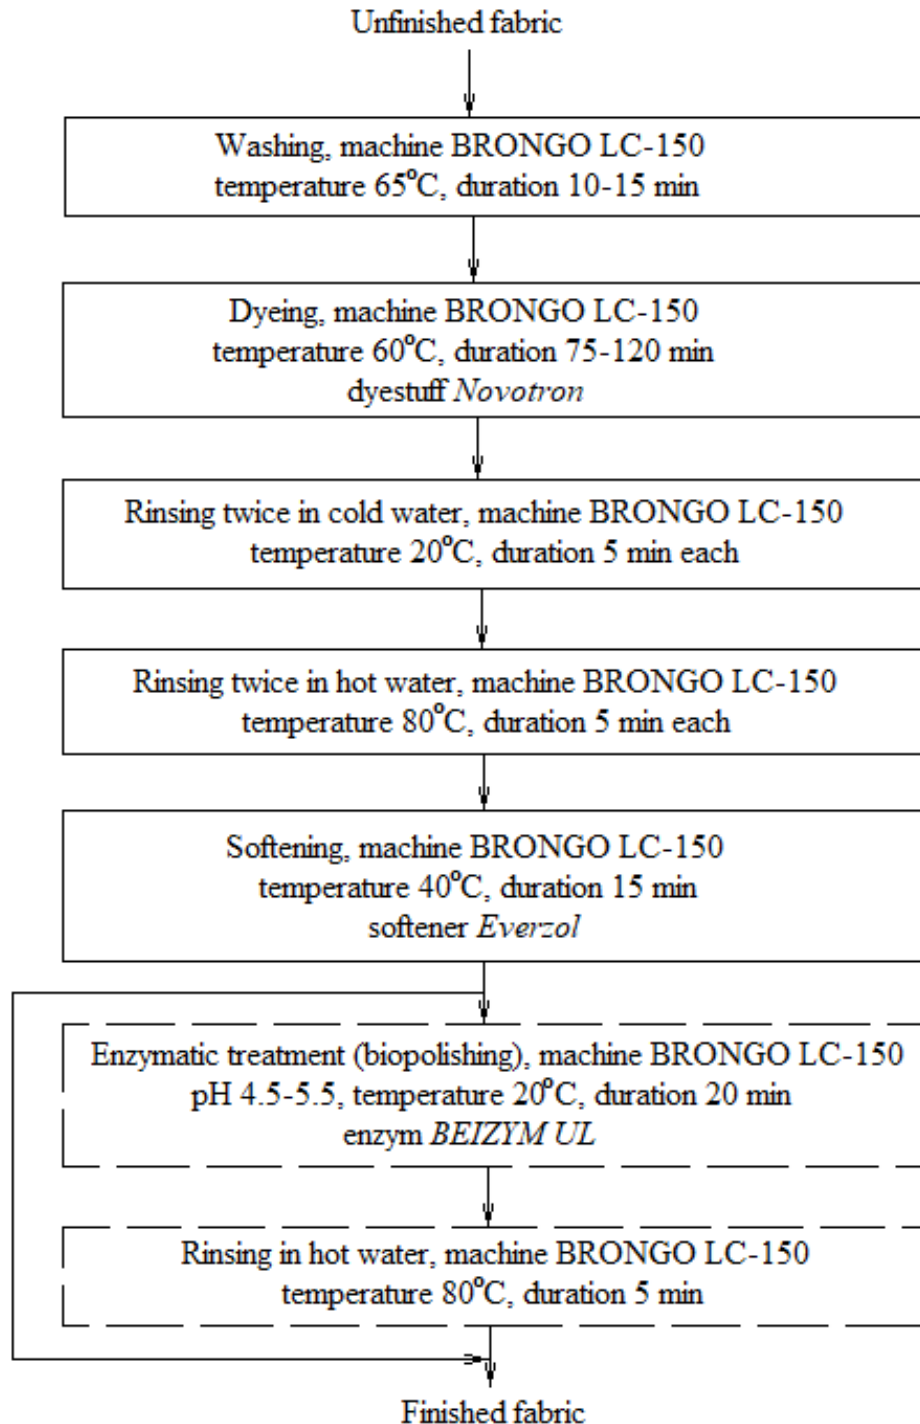 Unfinished fabric
Washing, machine BRONGO LC-150
temperature 65°C, duration 10-15 min
Dyeing, machine BRONGO LC-150
temperature 60°C, duration 75-120 min
dyestuff Novotron
Rinsing twice in cold water, machine BRONGO LC-150
temperature 20°C, duration 5 min each
Rinsing twice in hot water, machine BRONGO LC-150
temperature 80°C, duration 5 min each
Softening, machine BRONGO LC-150
temperature 40°C, duration 15 min
softener Everzol
Enzymatic treatment (biopolishing), machine BRONGO LC-150
pH 4.5-5.5, temperature 20°C, duration 20 min
enzym BEIZYM UL
Rinsing in hot water, machine BRONGO LC-150
temperature 80°C, duration 5 min
Finished fabric